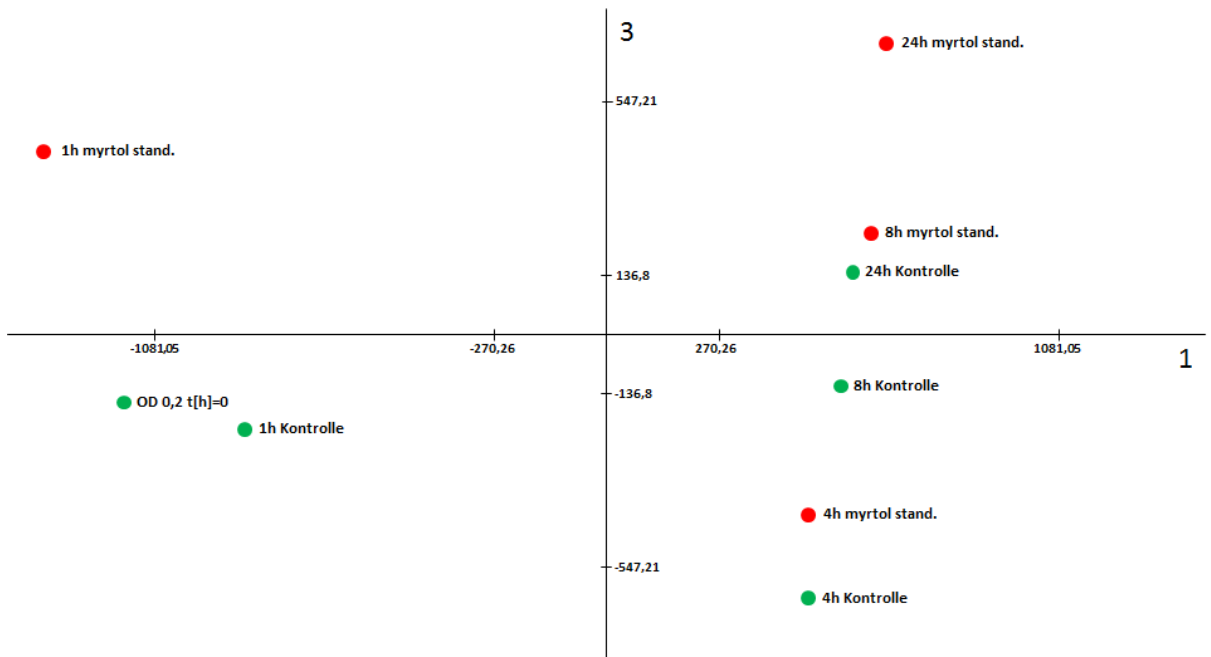 3
24h myrtol stand.
547,21
1h myrtol stand.
8h myrtol stand.
24h Kontrolle
136,8
-1081,05
-270,26
270,26
1081,05
1
8h Kontrolle
-136,8
OD 0,2 t[h]=0
1h Kontrolle
4h myrtol stand.
-547,21
4h Kontrolle